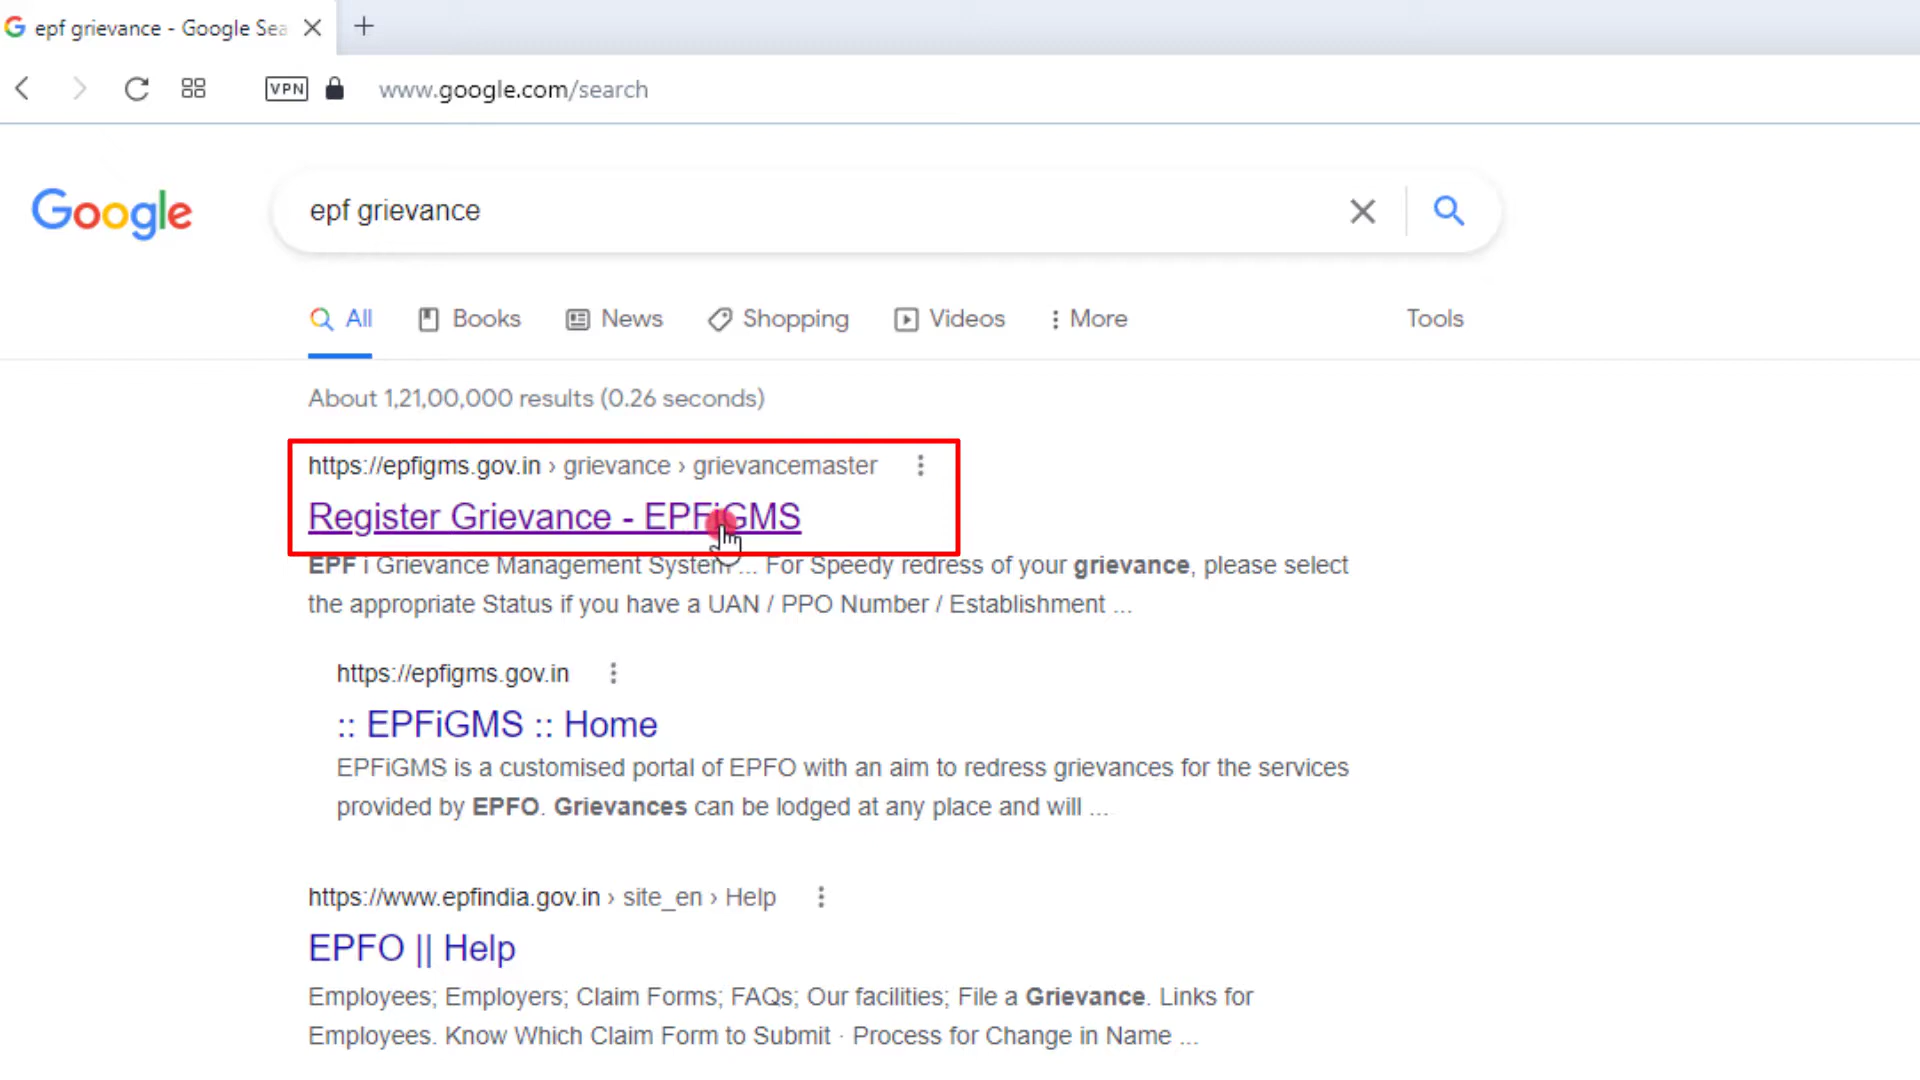 epf grievance - Google Sea
VPN www.google.com/search
Google epf grievance
All Books News Shopping Videos More Tools
About 1,21,00,000 results (0.26 seconds)
https://epfigms.gov.in › grievance › grievancemaster
Register Grievance - EPFiGMS
EPF i Grievance Management System ... For Speedy redress of your grievance, please select
the appropriate Status if you have a UAN / PPO Number / Establishment ...
https://epfigms.gov.in
:: EPFiGMS :: Home
EPFiGMS is a customised portal of EPFO with an aim to redress grievances for the services
provided by EPFO. Grievances can be lodged at any place and will ...
https://www.epfindia.gov.in › site_en › Help
EPFO || Help
Employees; Employers; Claim Forms; FAQs; Our facilities; File a Grievance. Links for
Employees. Know Which Claim Form to Submit · Process for Change in Name ...